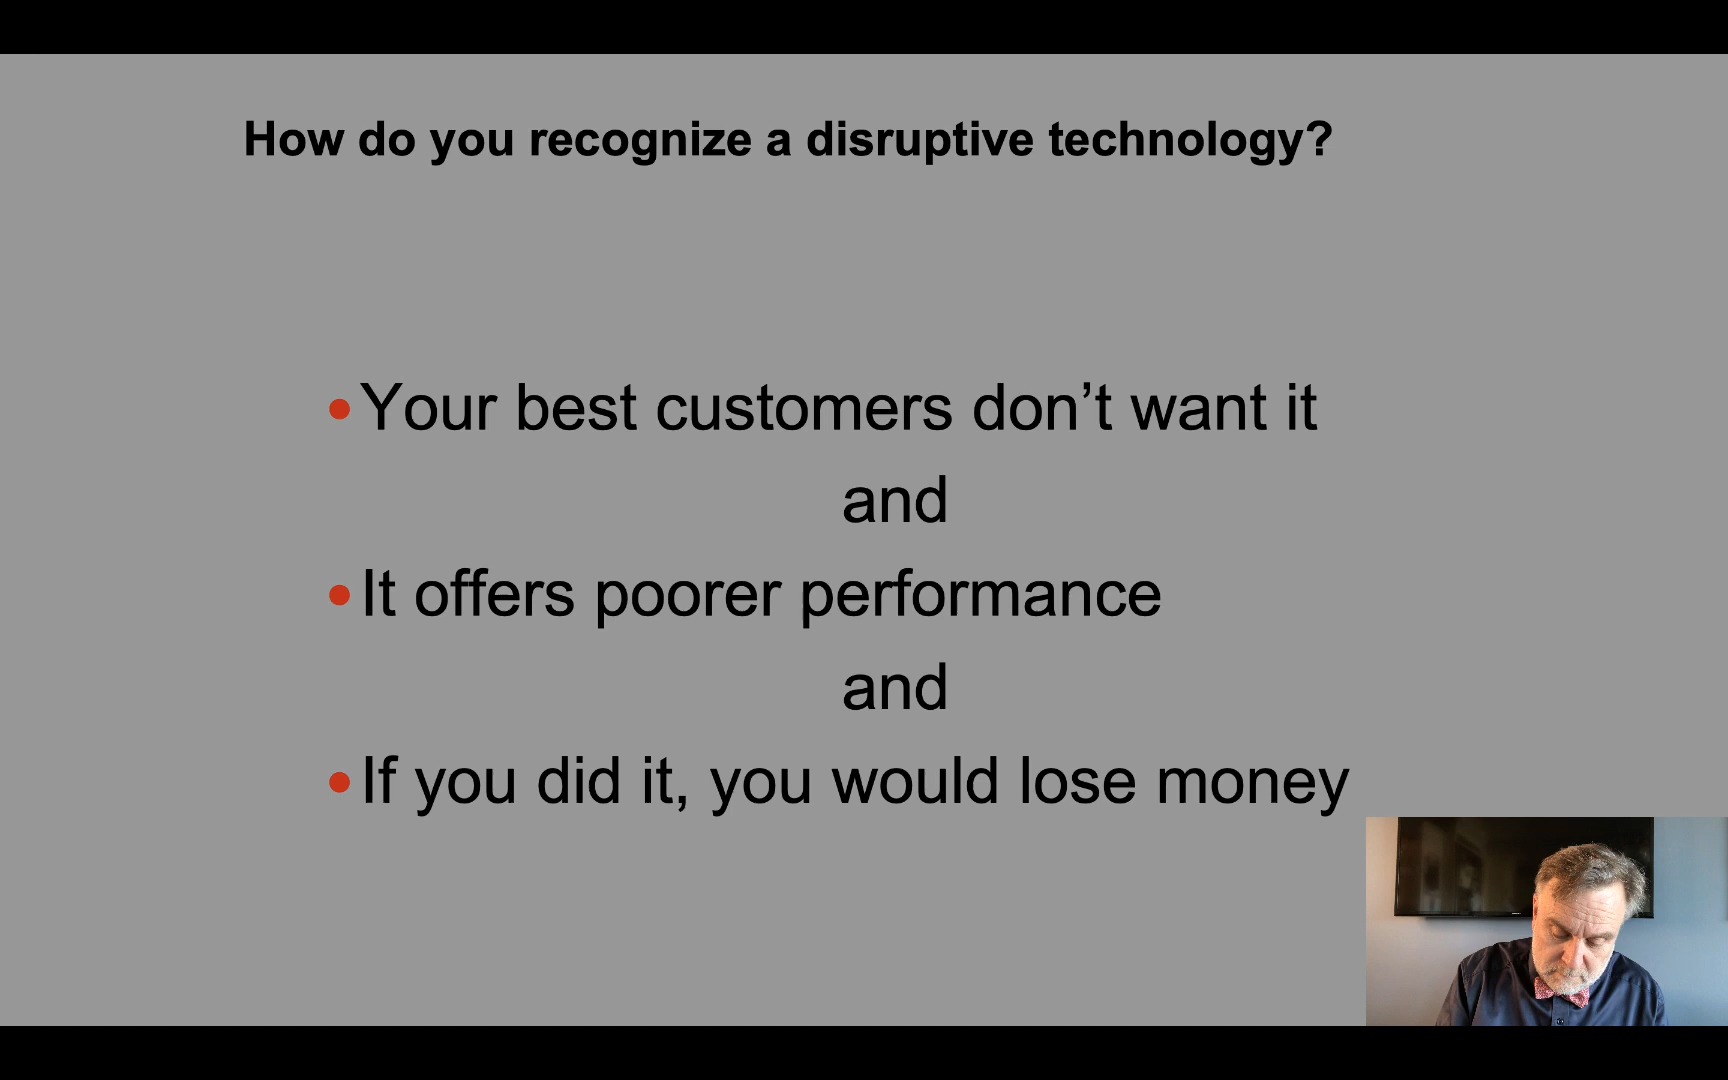 How do you recognize a disruptive technology?
•Your best customers don’t want it
and
•It offers poorer performance
and
•If you did it, you would lose money